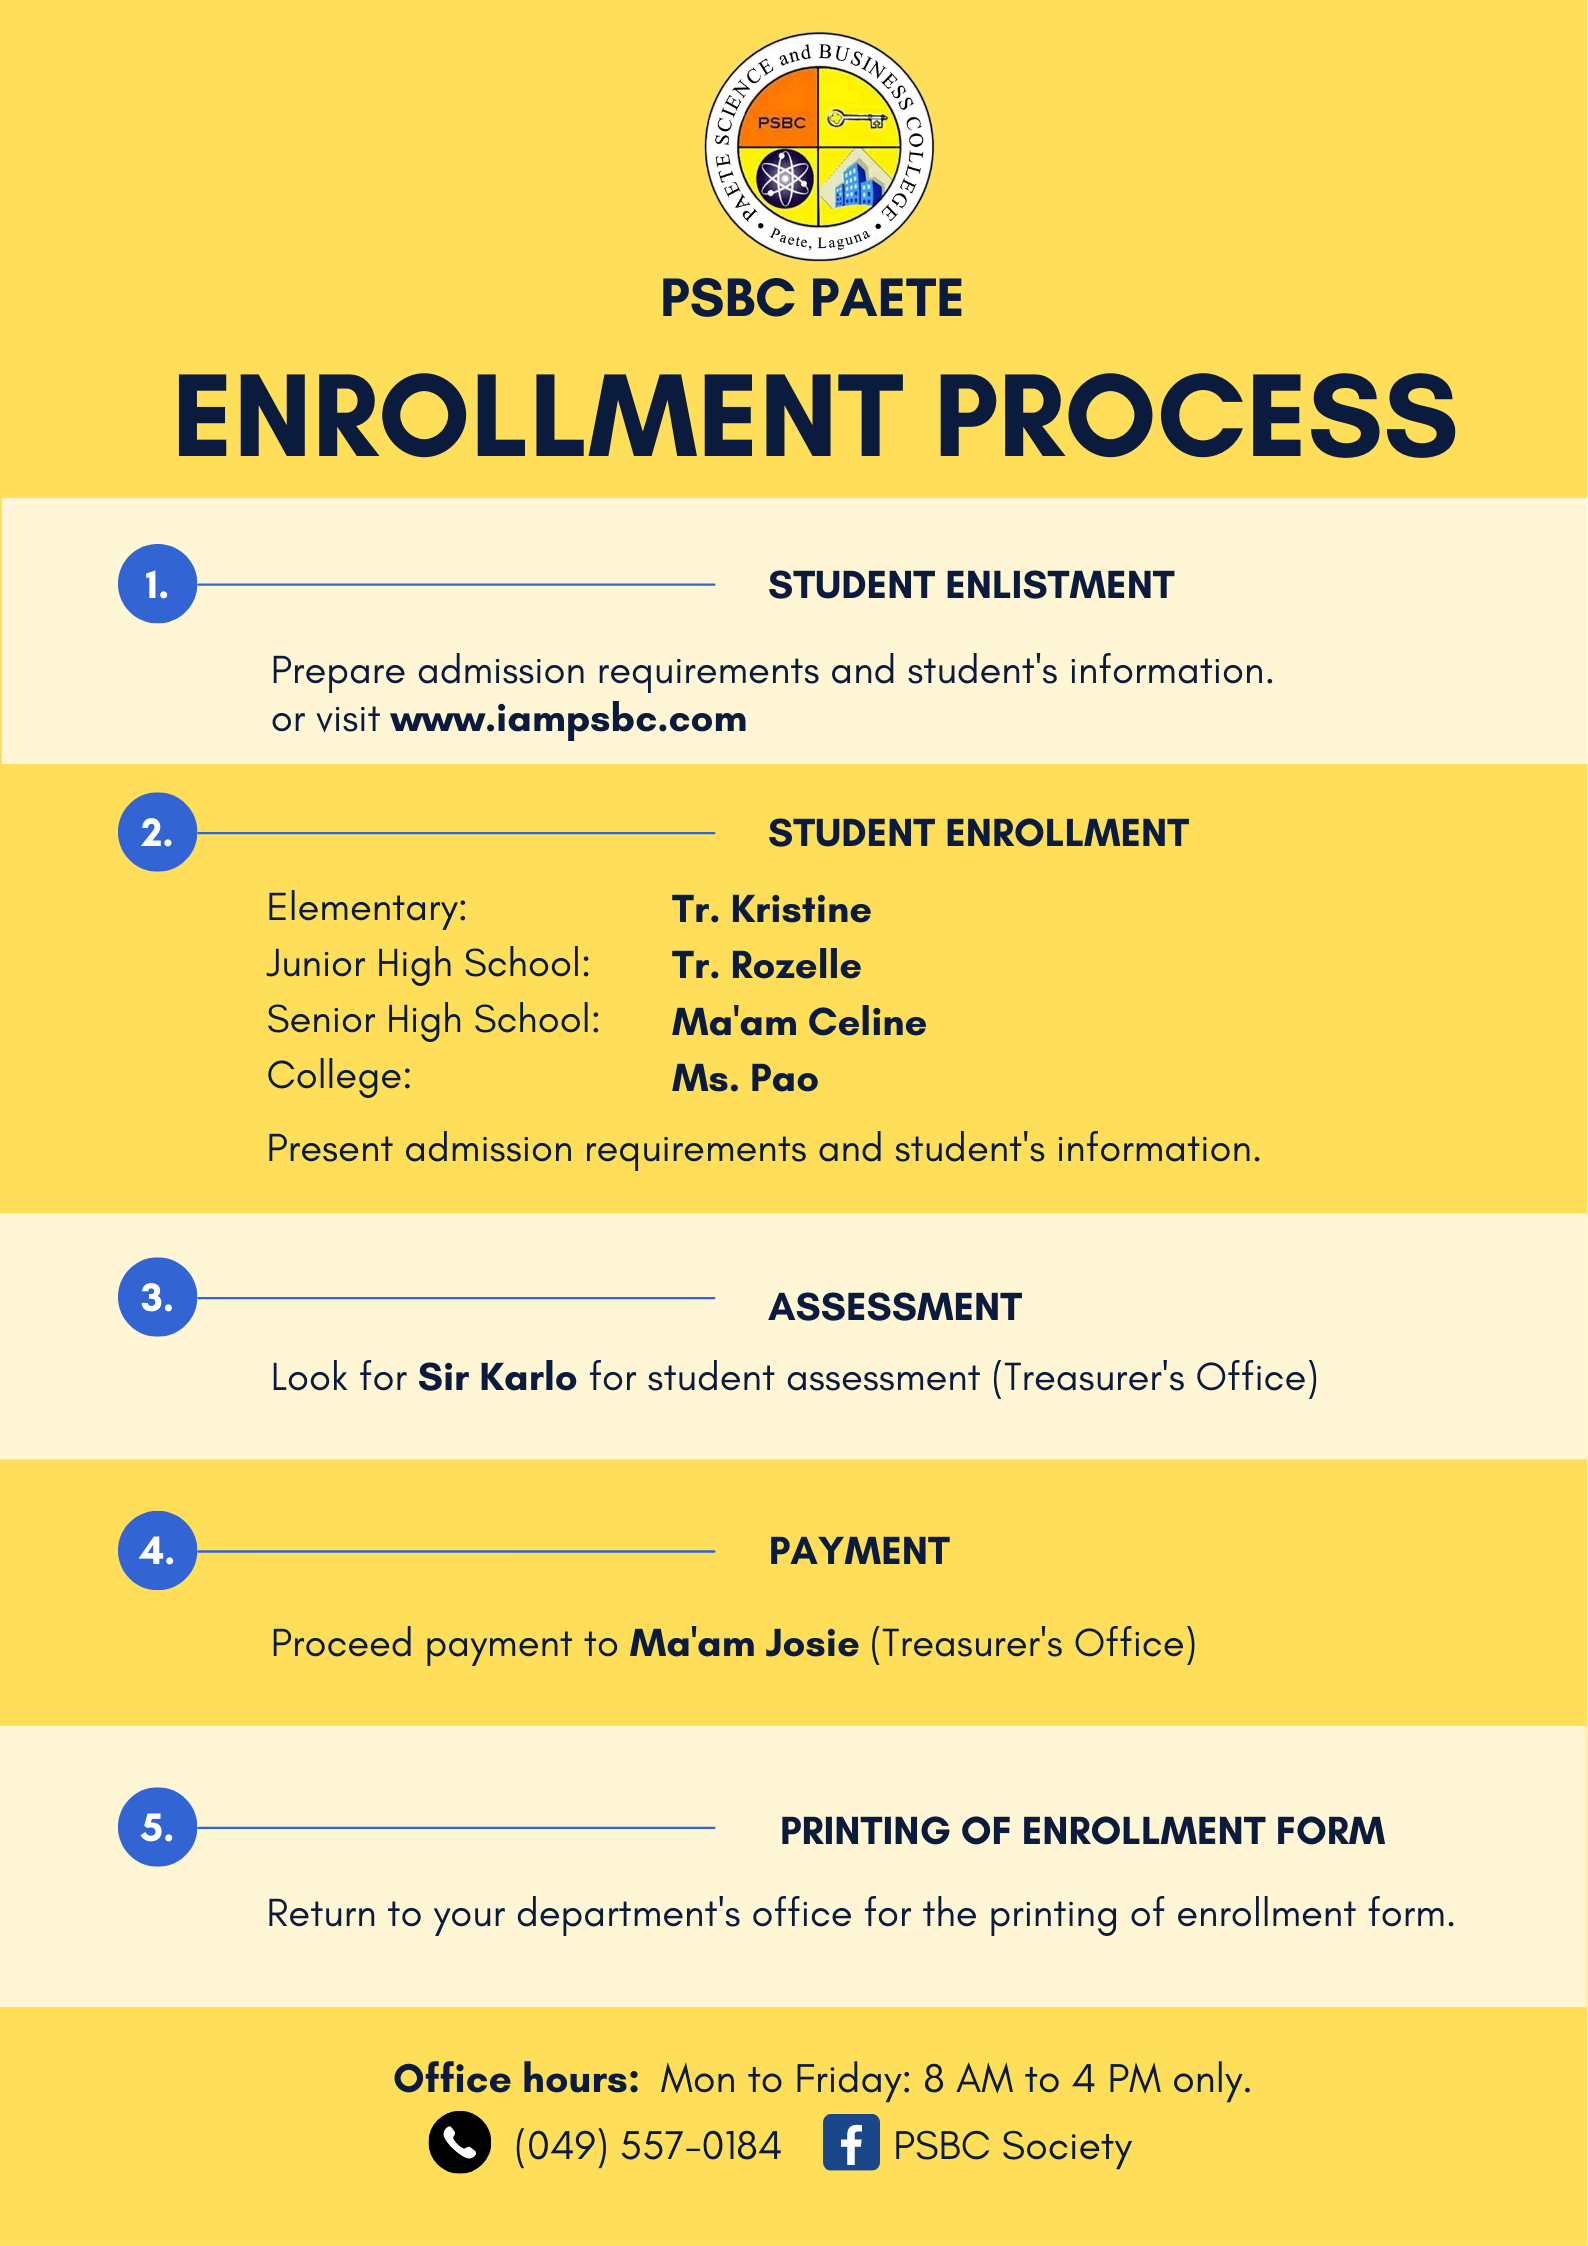 PAETE SCIENCE and BUSINESS COLLEGE
PSBC
• Paete, Laguna •
PSBC PAETE
ENROLLMENT PROCESS
1. STUDENT ENLISTMENT
Prepare admission requirements and student's information.
or visit www.iampsbc.com
2. STUDENT ENROLLMENT
Elementary: Tr. Kristine
Junior High School: Tr. Rozelle
Senior High School: Ma'am Celine
College: Ms. Pao
Present admission requirements and student's information.
3. ASSESSMENT
Look for Sir Karlo for student assessment (Treasurer's Office)
4. PAYMENT
Proceed payment to Ma'am Josie (Treasurer's Office)
5. PRINTING OF ENROLLMENT FORM
Return to your department's office for the printing of enrollment form.
Office hours: Mon to Friday: 8 AM to 4 PM only.
(049) 557-0184 f PSBC Society